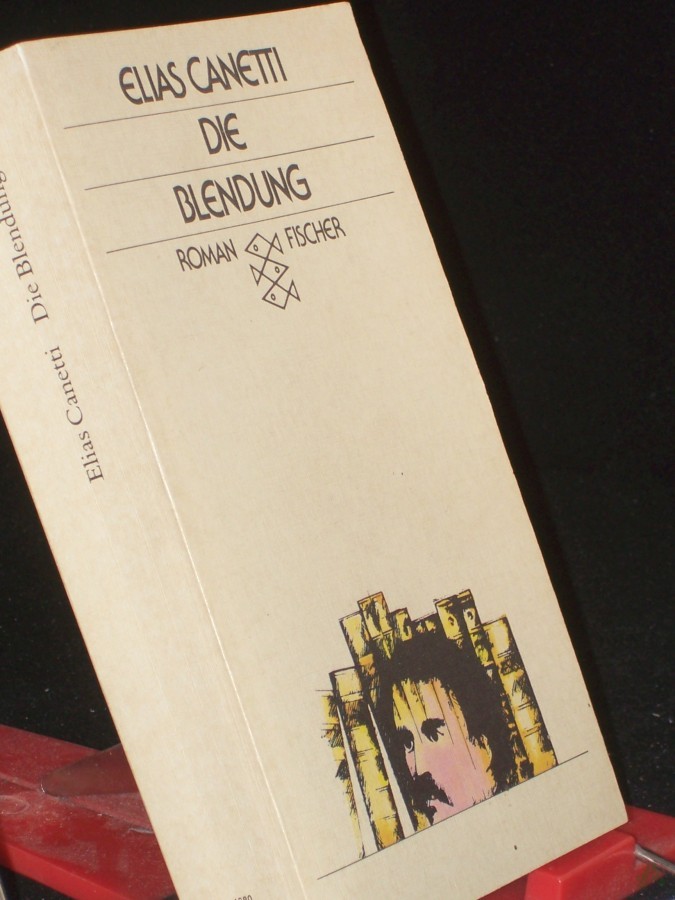 ELIAS CANETTI
DIE
BLENDUNG
ROMAN FISCHER
Elias Canetti Die Blendung